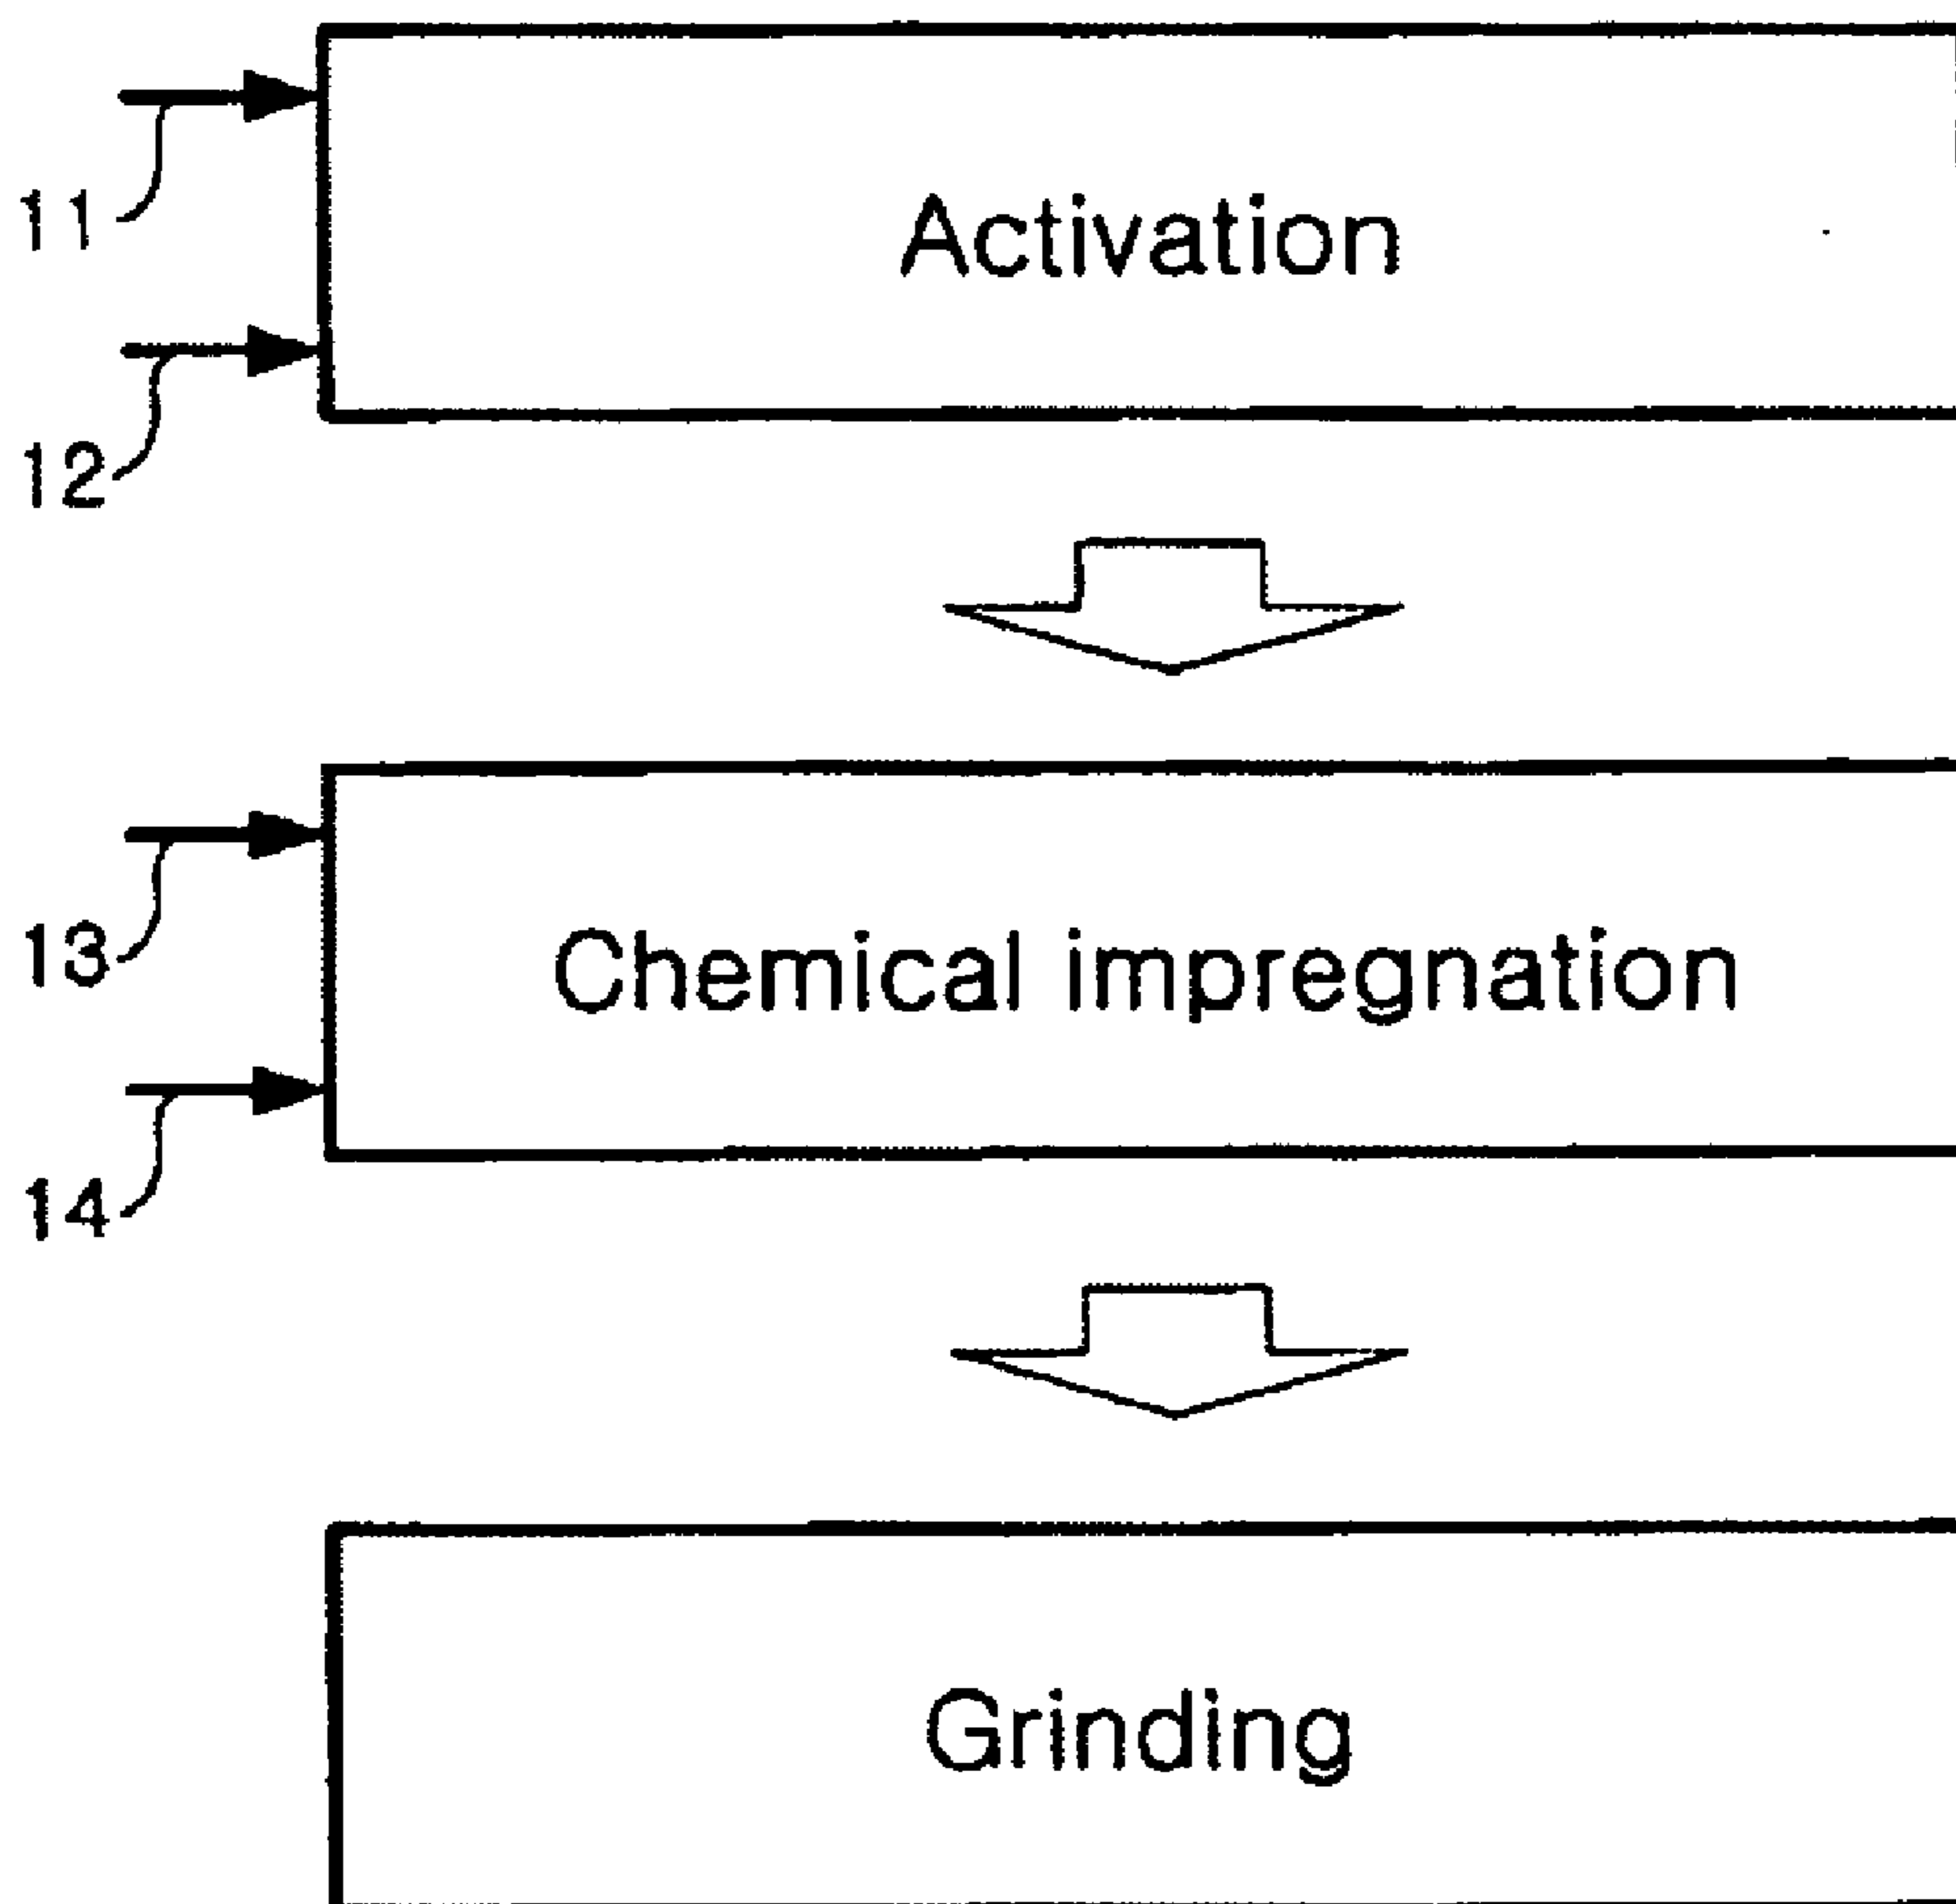 11
Activation
12
13
Chemical impregnation
14
Grinding